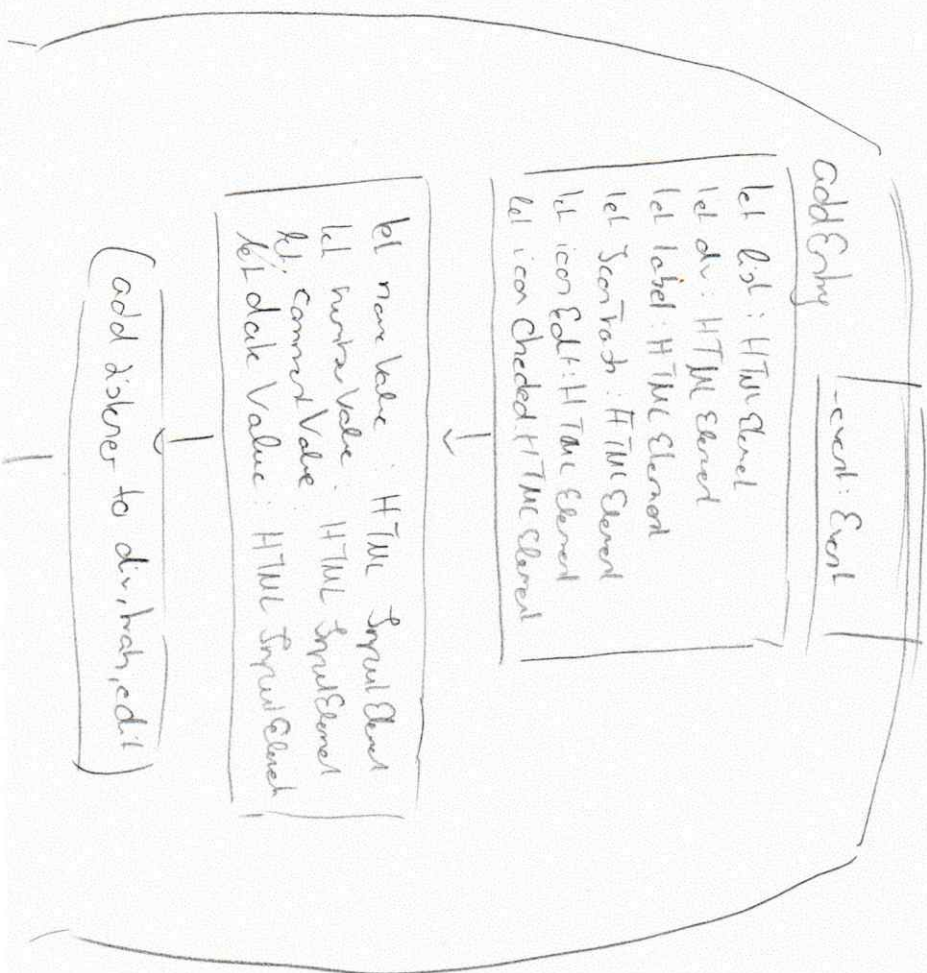 addEntry
_event: Event
let list: HTMLElement
let div: HTMLElement
let label: HTMLElement
let IconTrash: HTMLElement
let iconEdit: HTMLElement
let iconChecked: HTMLElement
let nameValue: HTMLInputElement
let numberValue: HTMLInputElement
let commentValue
let dateValue: HTMLInputElement
add listener to div, trash, edit